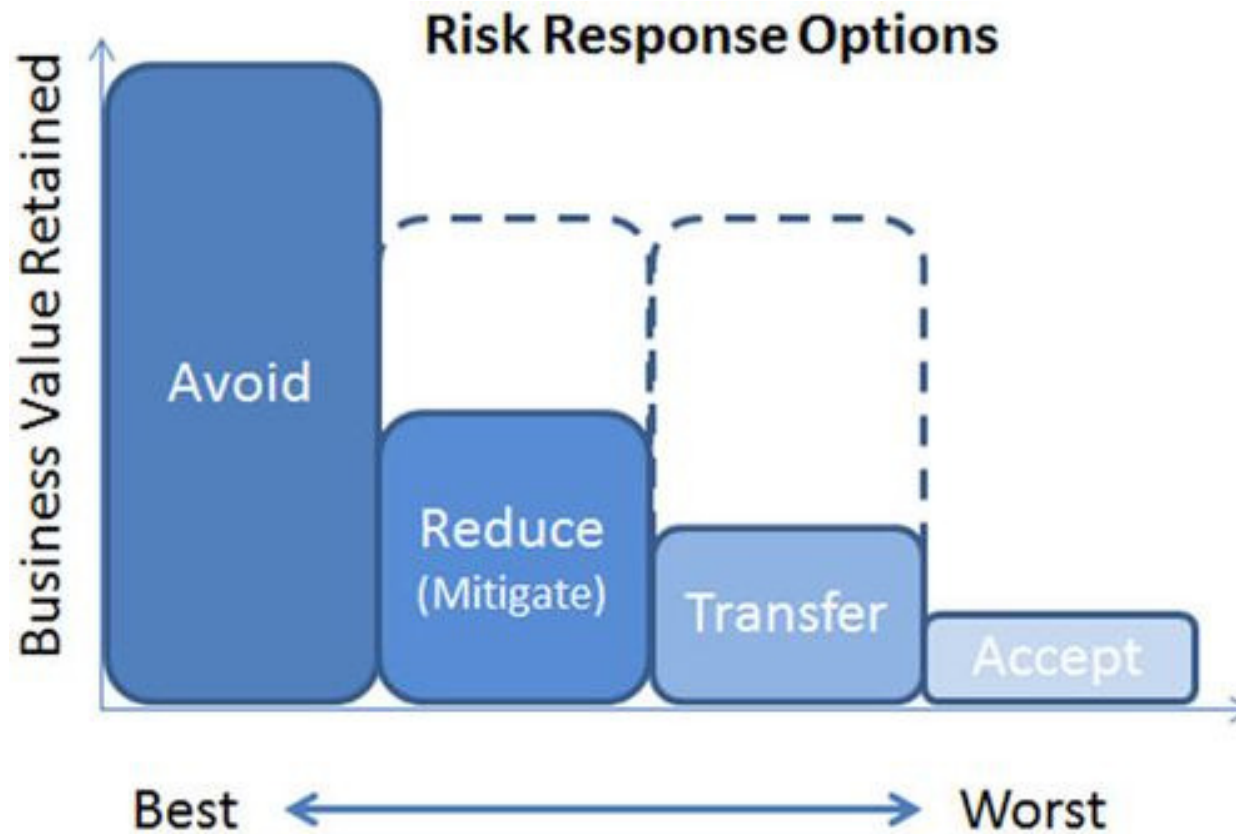 Risk Response Options
Business Value Retained
Avoid
Reduce
(Mitigate)
Transfer
Accept
Best
Worst